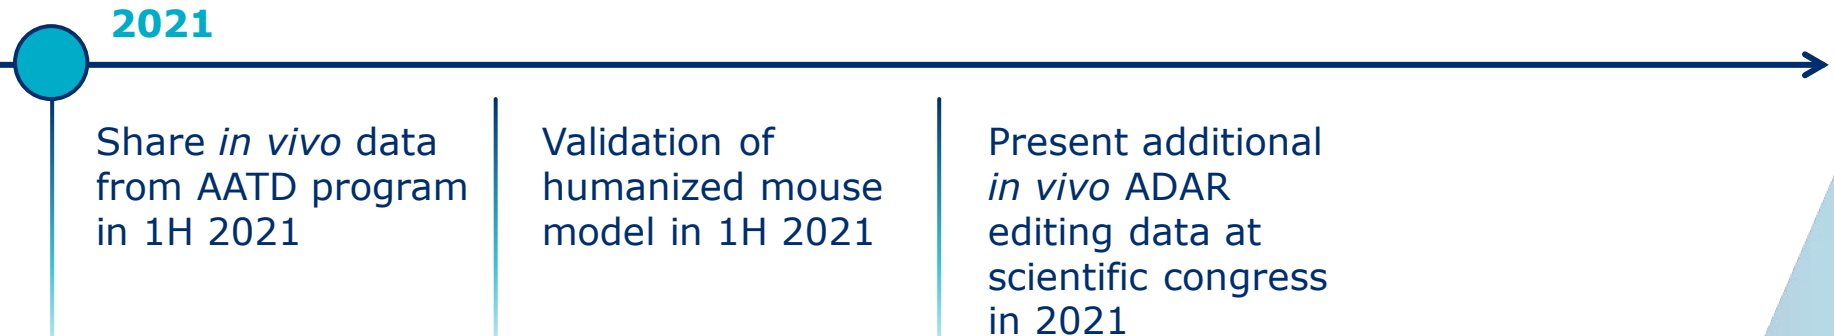 2021
Share in vivo data
from AATD program
in 1H 2021
Validation of
humanized mouse
model in 1H 2021
Present additional
in vivo ADAR
editing data at
scientific congress
in 2021